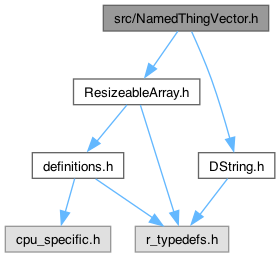 src/NamedThingVector.h
ResizeableArray.h
definitions.h
DString.h
cpu_specific.h
r_typedefs.h